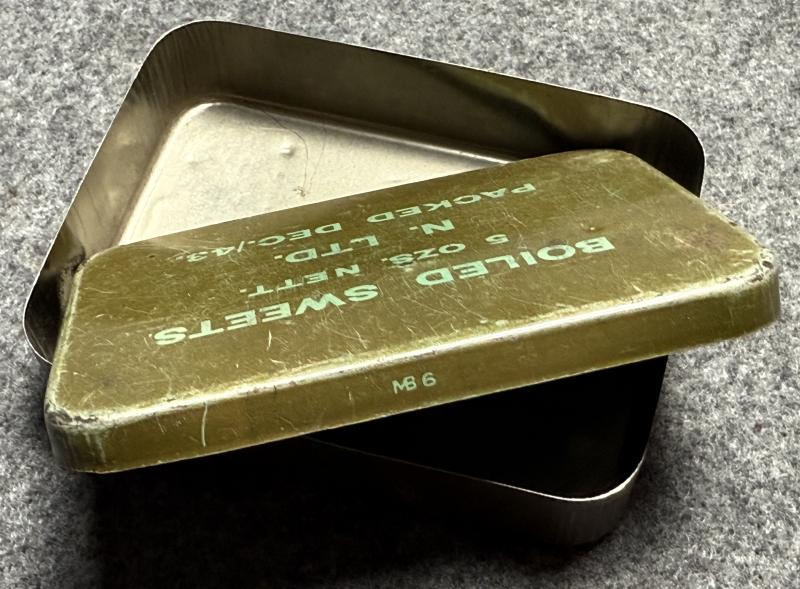 BOILED SWEETS
5 OZS. NETT.
N. LTD.
PACKED DEC./43.
MB 6